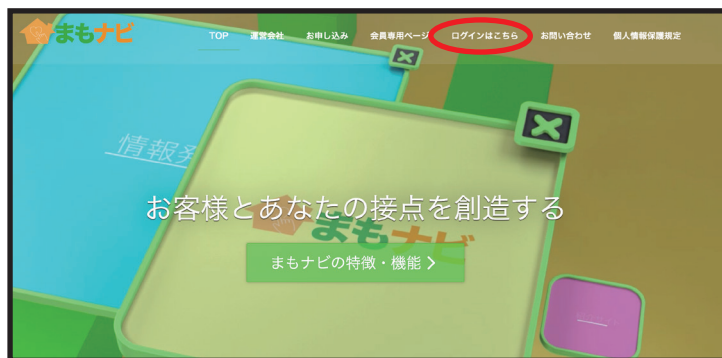 まもナビ
TOP 運営会社 お申し込み 会員専用ページ ログインはこちら お問い合わせ 個人情報保護規定
情報発
お客様とあなたの接点を創造する
まもナビ
まもナビの特徴・機能 >